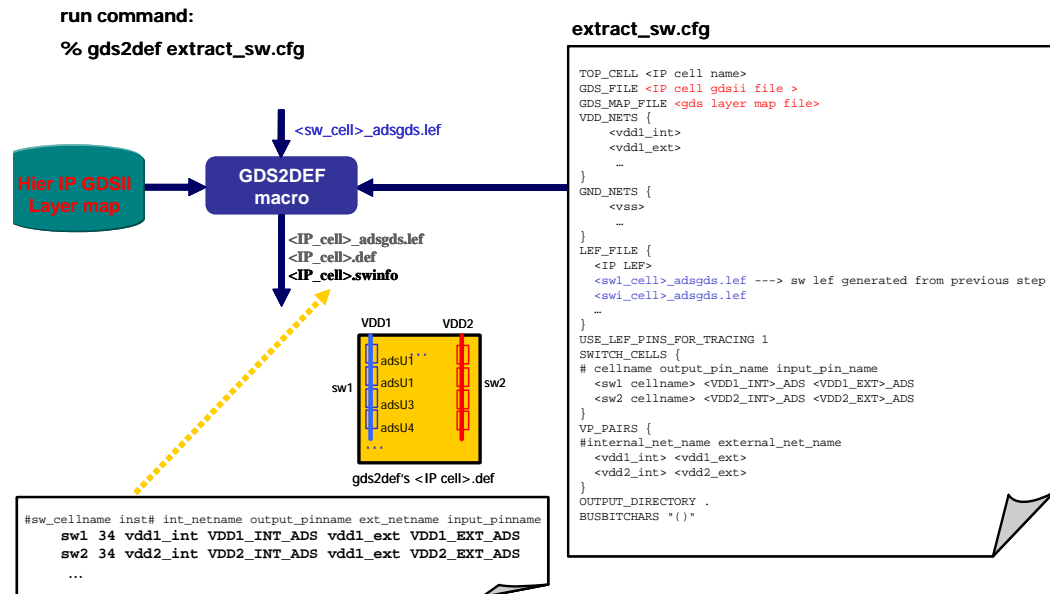 run command:
% gds2def extract_sw.cfg
<sw_cell>_adsgds.lef
Hier IP GDSII
Layer map
GDS2DEF
macro
<IP_cell>_adsgds.lef
<IP_cell>.def
<IP_cell>.swinfo
VDD1
VDD2
sw1
adsU1
...
adsU1
adsU3
adsU4
...
sw2
gds2def's <IP cell>.def
#sw_cellname inst# int_netname output_pinname ext_netname input_pinname
sw1 34 vdd1_int VDD1_INT_ADS vdd1_ext VDD1_EXT_ADS
sw2 34 vdd2_int VDD2_INT_ADS vdd1_ext VDD2_EXT_ADS
...
extract_sw.cfg
TOP_CELL <IP cell name>
GDS_FILE <IP cell gdsii file >
GDS_MAP_FILE <gds layer map file>
VDD_NETS {
<vdd1_int>
<vdd1_ext>
...
}
GND_NETS {
<vss>
...
}
LEF_FILE {
<IP LEF>
<sw1_cell>_adsgds.lef ---> sw lef generated from previous step
<swi_cell>_adsgds.lef
...
}
USE_LEF_PINS_FOR_TRACING 1
SWITCH_CELLS {
# cellname output_pin_name input_pin_name
<sw1 cellname> <VDD1_INT>_ADS <VDD1_EXT>_ADS
<sw2 cellname> <VDD2_INT>_ADS <VDD2_EXT>_ADS
}
VP_PAIRS {
#internal_net_name external_net_name
<vdd1_int> <vdd1_ext>
<vdd2_int> <vdd2_ext>
}
OUTPUT_DIRECTORY .
BUSBITCHARS "()"